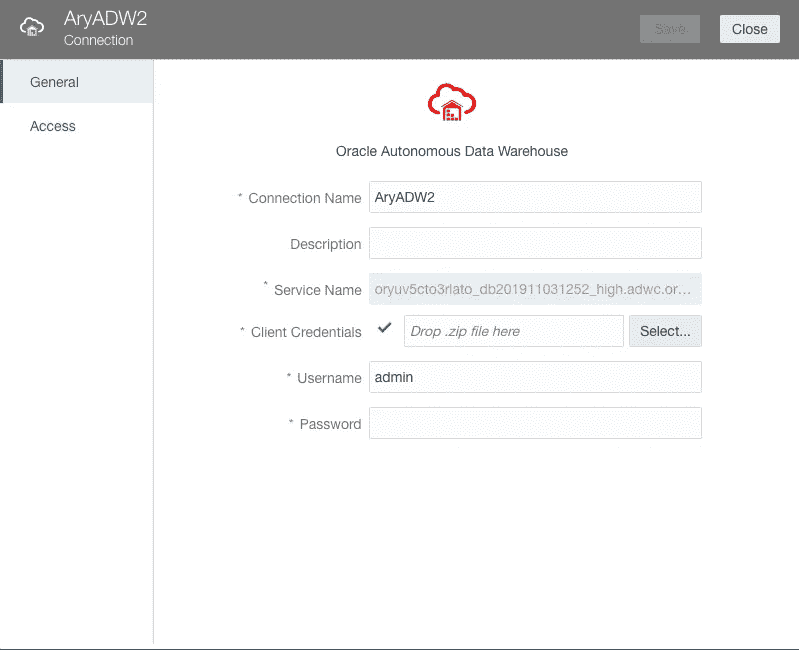 AryADW2
Connection
Save
Close
General
Access
Oracle Autonomous Data Warehouse
* Connection Name AryADW2
Description
* Service Name oryuv5cto3rlato_db201911031252_high.adwc.or...
* Client Credentials Drop .zip file here Select...
* Username admin
* Password